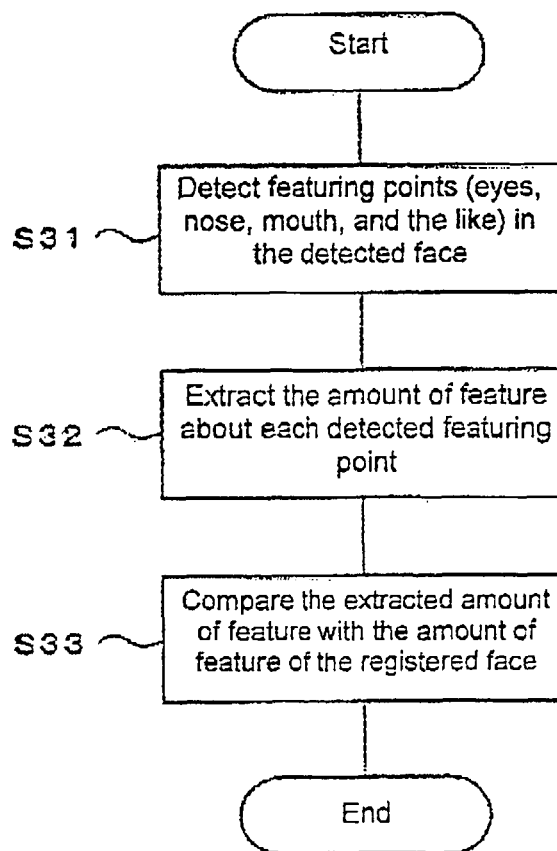 Start
Detect featuring points (eyes,
nose, mouth, and the like) in
the detected face
S31
Extract the amount of feature
about each detected featuring
point
S32
Compare the extracted amount
of feature with the amount of
feature of the registered face
S33
End